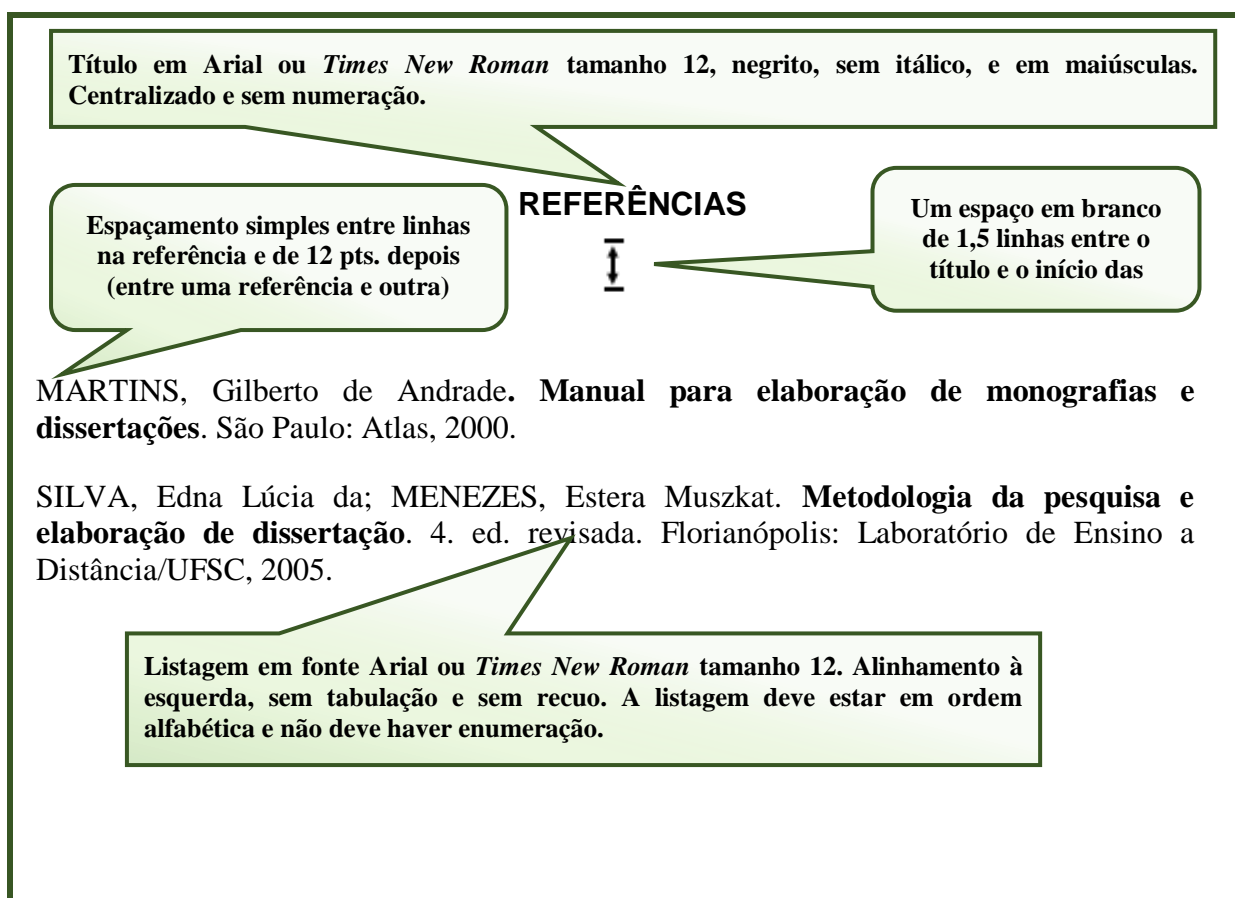 Título em Arial ou Times New Roman tamanho 12, negrito, sem itálico, e em maiúsculas.
Centralizado e sem numeração.
REFERÊNCIAS
Espaçamento simples entre linhas
na referência e de 12 pts. depois
(entre uma referência e outra)
Um espaço em branco
de 1,5 linhas entre o
título e o início das
MARTINS, Gilberto de Andrade. Manual para elaboração de monografias e
dissertações. São Paulo: Atlas, 2000.
SILVA, Edna Lúcia da; MENEZES, Estera Muszkat. Metodologia da pesquisa e
elaboração de dissertação. 4. ed. revisada. Florianópolis: Laboratório de Ensino a
Distância/UFSC, 2005.
Listagem em fonte Arial ou Times New Roman tamanho 12. Alinhamento à
esquerda, sem tabulação e sem recuo. A listagem deve estar em ordem
alfabética e não deve haver enumeração.